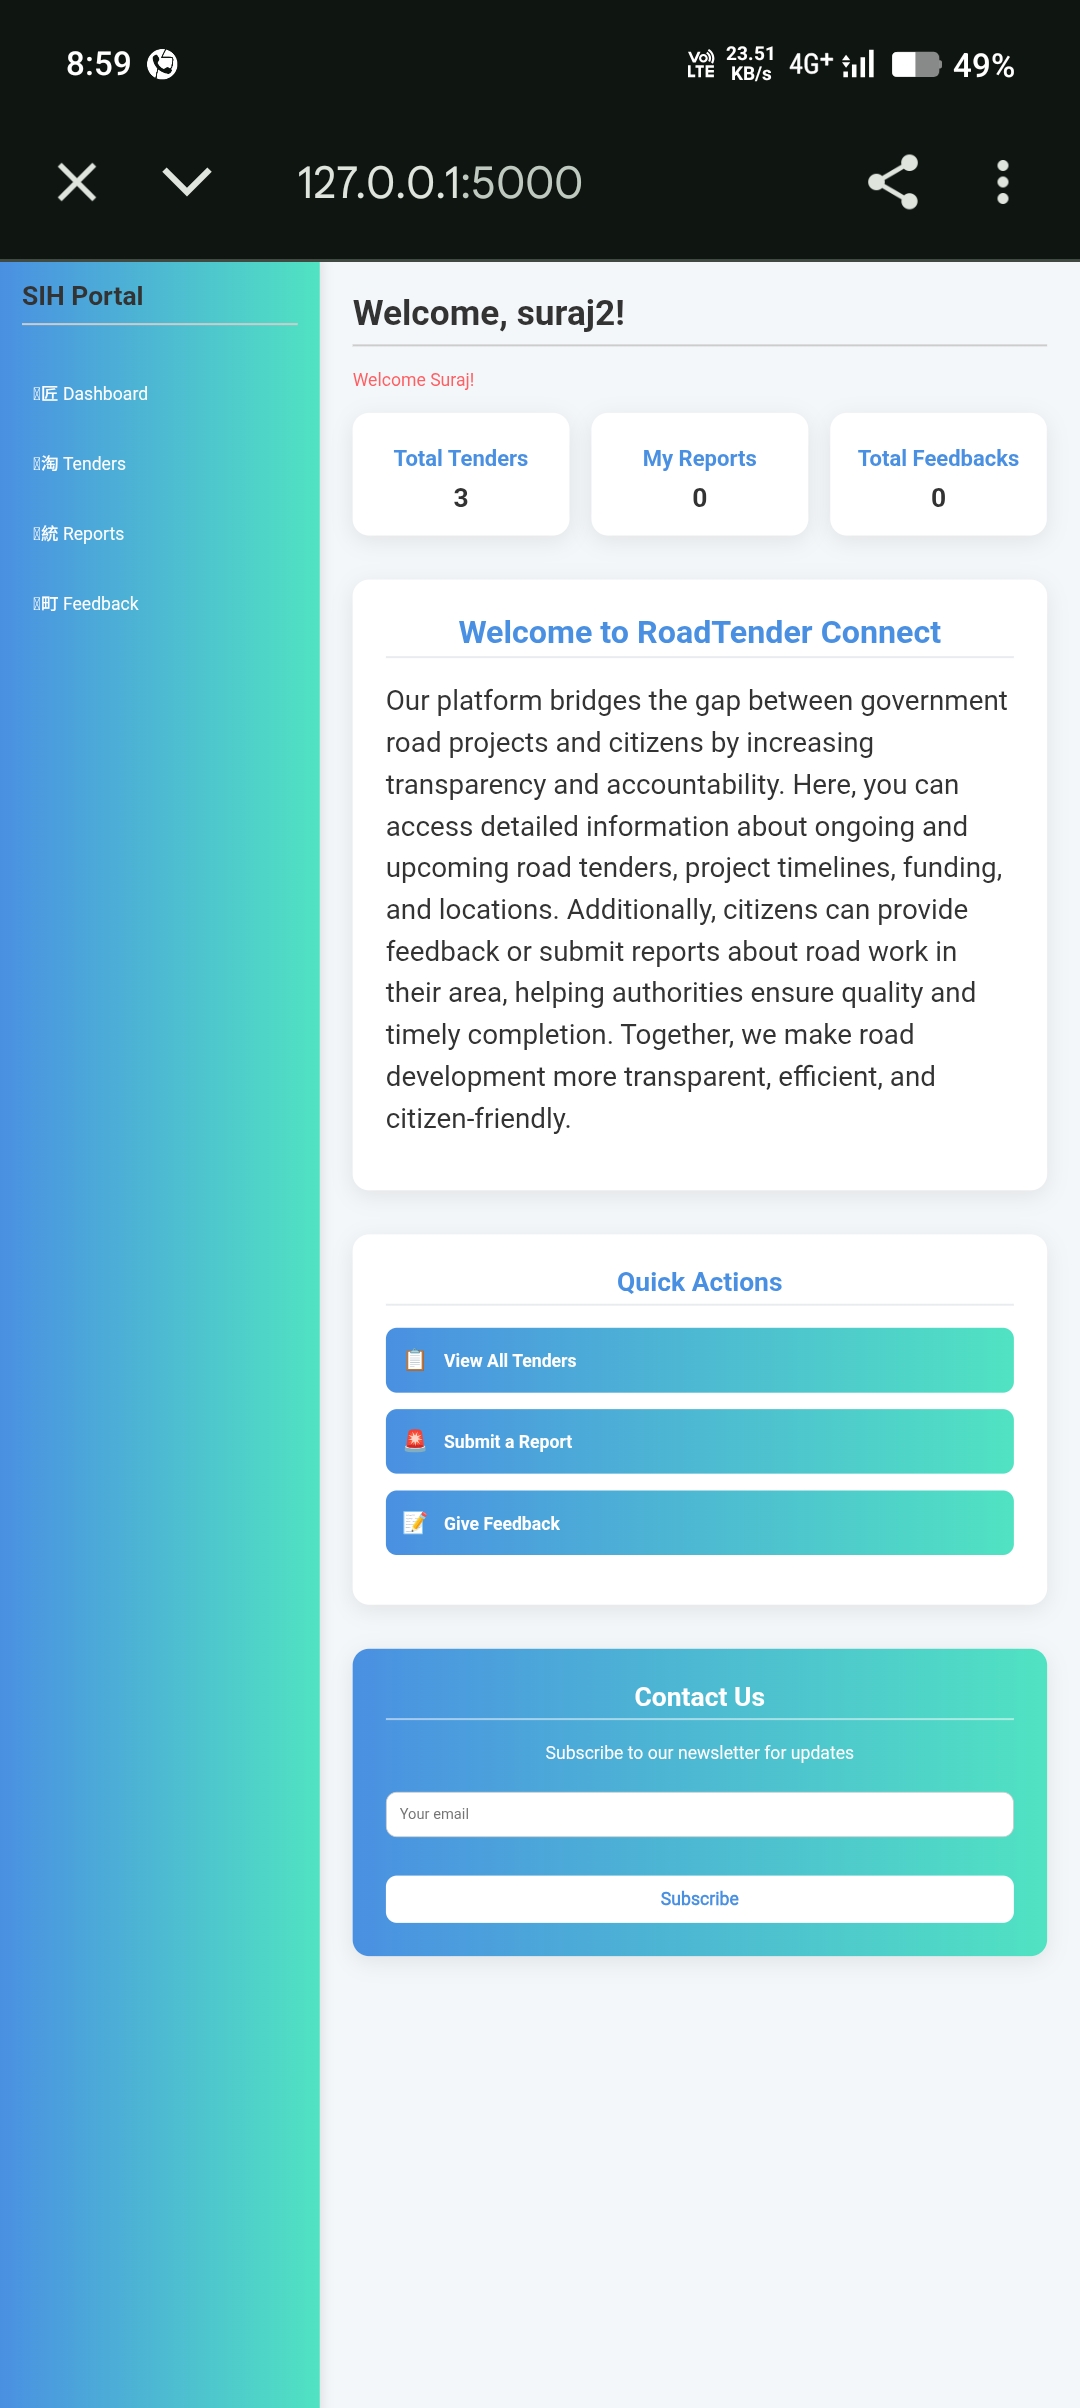 8:59
Vo)) LTE 23.51 KB/s 4G+ 49%
127.0.0.1:5000
SIH Portal
匠 Dashboard
淘 Tenders
統 Reports
町 Feedback
Welcome, suraj2!
Welcome Suraj!
Total Tenders
3
My Reports
0
Total Feedbacks
0
Welcome to RoadTender Connect
Our platform bridges the gap between government
road projects and citizens by increasing
transparency and accountability. Here, you can
access detailed information about ongoing and
upcoming road tenders, project timelines, funding,
and locations. Additionally, citizens can provide
feedback or submit reports about road work in
their area, helping authorities ensure quality and
timely completion. Together, we make road
development more transparent, efficient, and
citizen-friendly.
Quick Actions
📋 View All Tenders
🚨 Submit a Report
📝 Give Feedback
Contact Us
Subscribe to our newsletter for updates
Your email
Subscribe